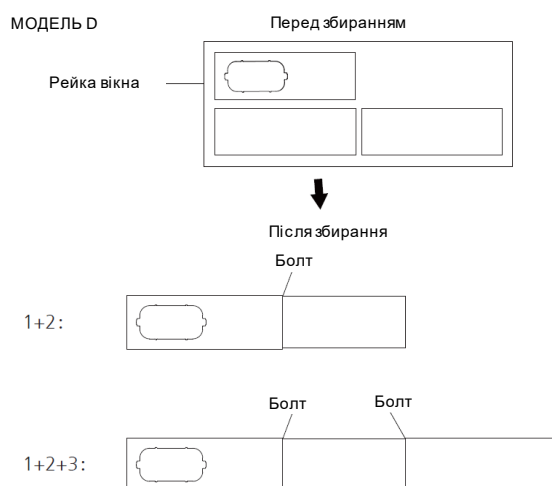 МОДЕЛЬ D
Перед збиранням
Рейка вікна
Після збирання
Болт
1+2:
Болт Болт
1+2+3: